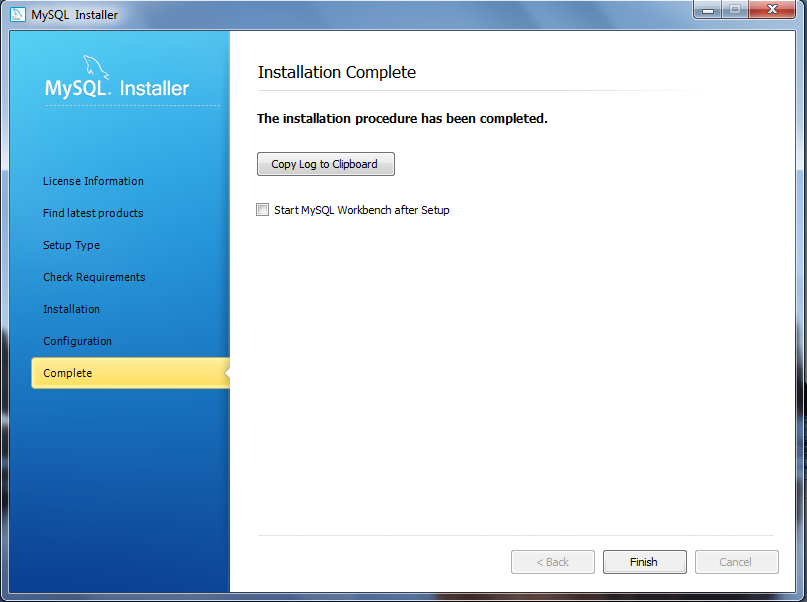 MySQL Installer
MySQL. Installer
License Information
Find latest products
Setup Type
Check Requirements
Installation
Configuration
Complete
Installation Complete
The installation procedure has been completed.
Copy Log to Clipboard
Start MySQL Workbench after Setup
< Back
Finish
Cancel